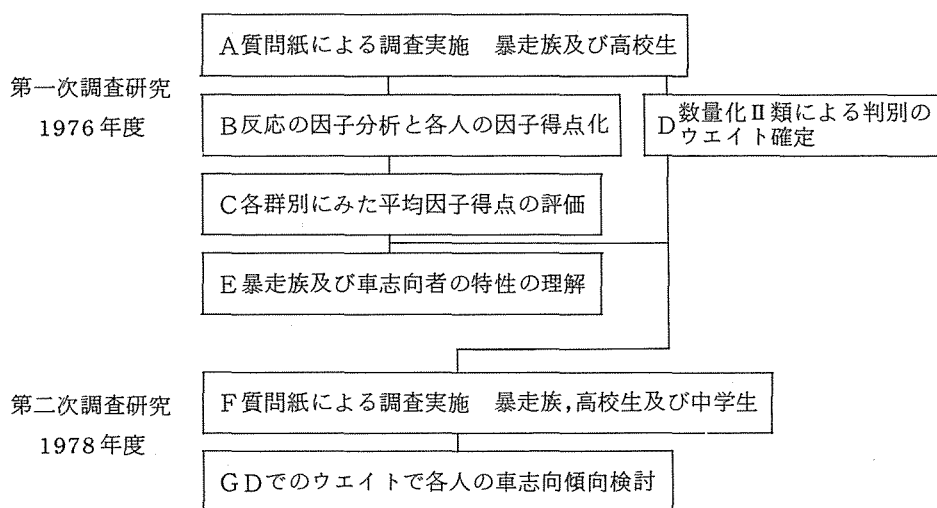 A質問紙による調査実施 暴走族及び高校生
第一次調査研究
1976年度
B反応の因子分析と各人の因子得点化
D数量化Ⅱ類による判別の
ウエイト確定
C各群別にみた平均因子得点の評価
E暴走族及び車志向者の特性の理解
第二次調査研究
1978年度
F質問紙による調査実施 暴走族,高校生及び中学生
GDでのウエイトで各人の車志向傾向検討